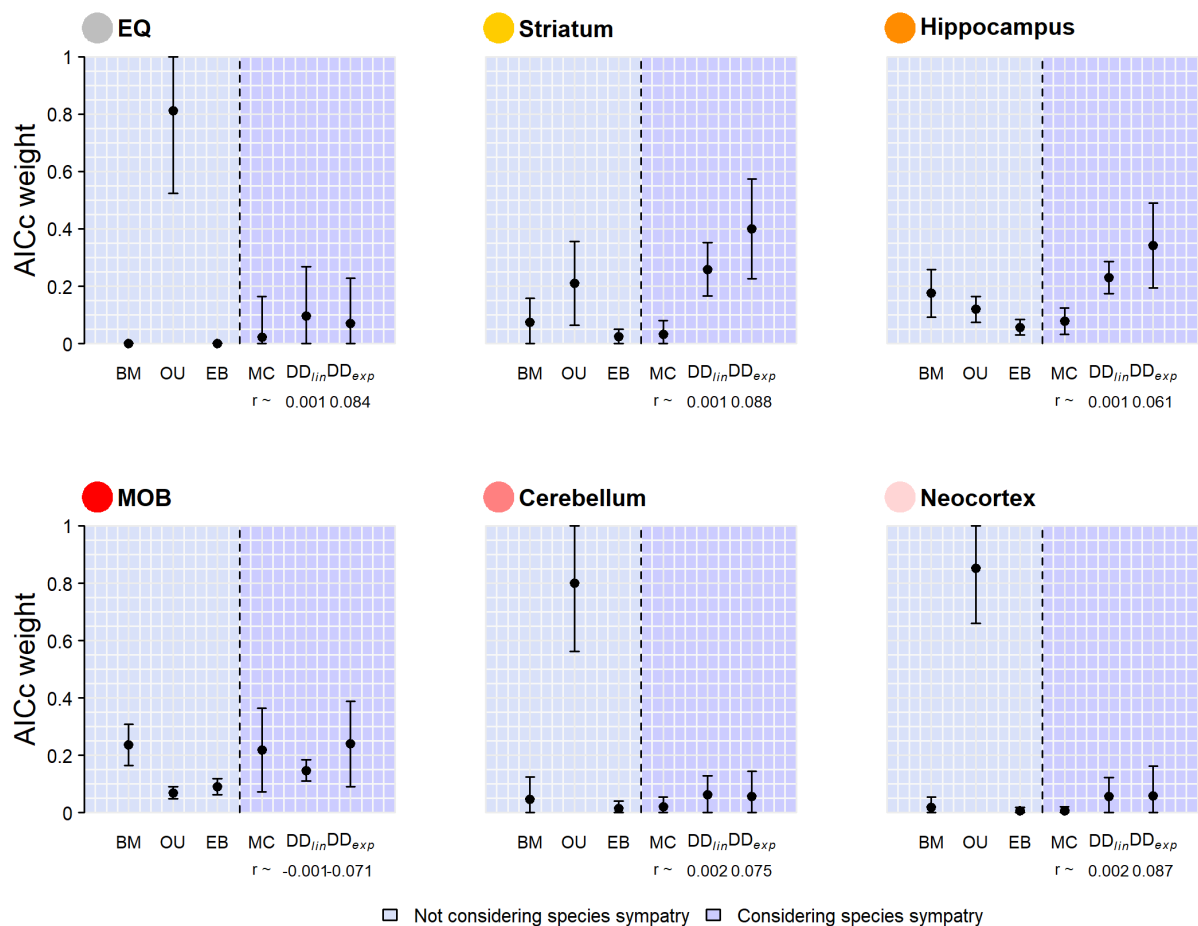 EQ
Striatum
Hippocampus
AICc weight
1
0.8
0.6
0.4
0.2
0
BM OU EB MC DDlin DDexp
r ~ 0.001 0.084
BM OU EB MC DDlin DDexp
r ~ 0.001 0.088
BM OU EB MC DDlin DDexp
r ~ 0.001 0.061
MOB
Cerebellum
Neocortex
AICc weight
1
0.8
0.6
0.4
0.2
0
BM OU EB MC DDlin DDexp
r ~ -0.001 -0.071
BM OU EB MC DDlin DDexp
r ~ 0.002 0.075
BM OU EB MC DDlin DDexp
r ~ 0.002 0.087
Not considering species sympatry
Considering species sympatry